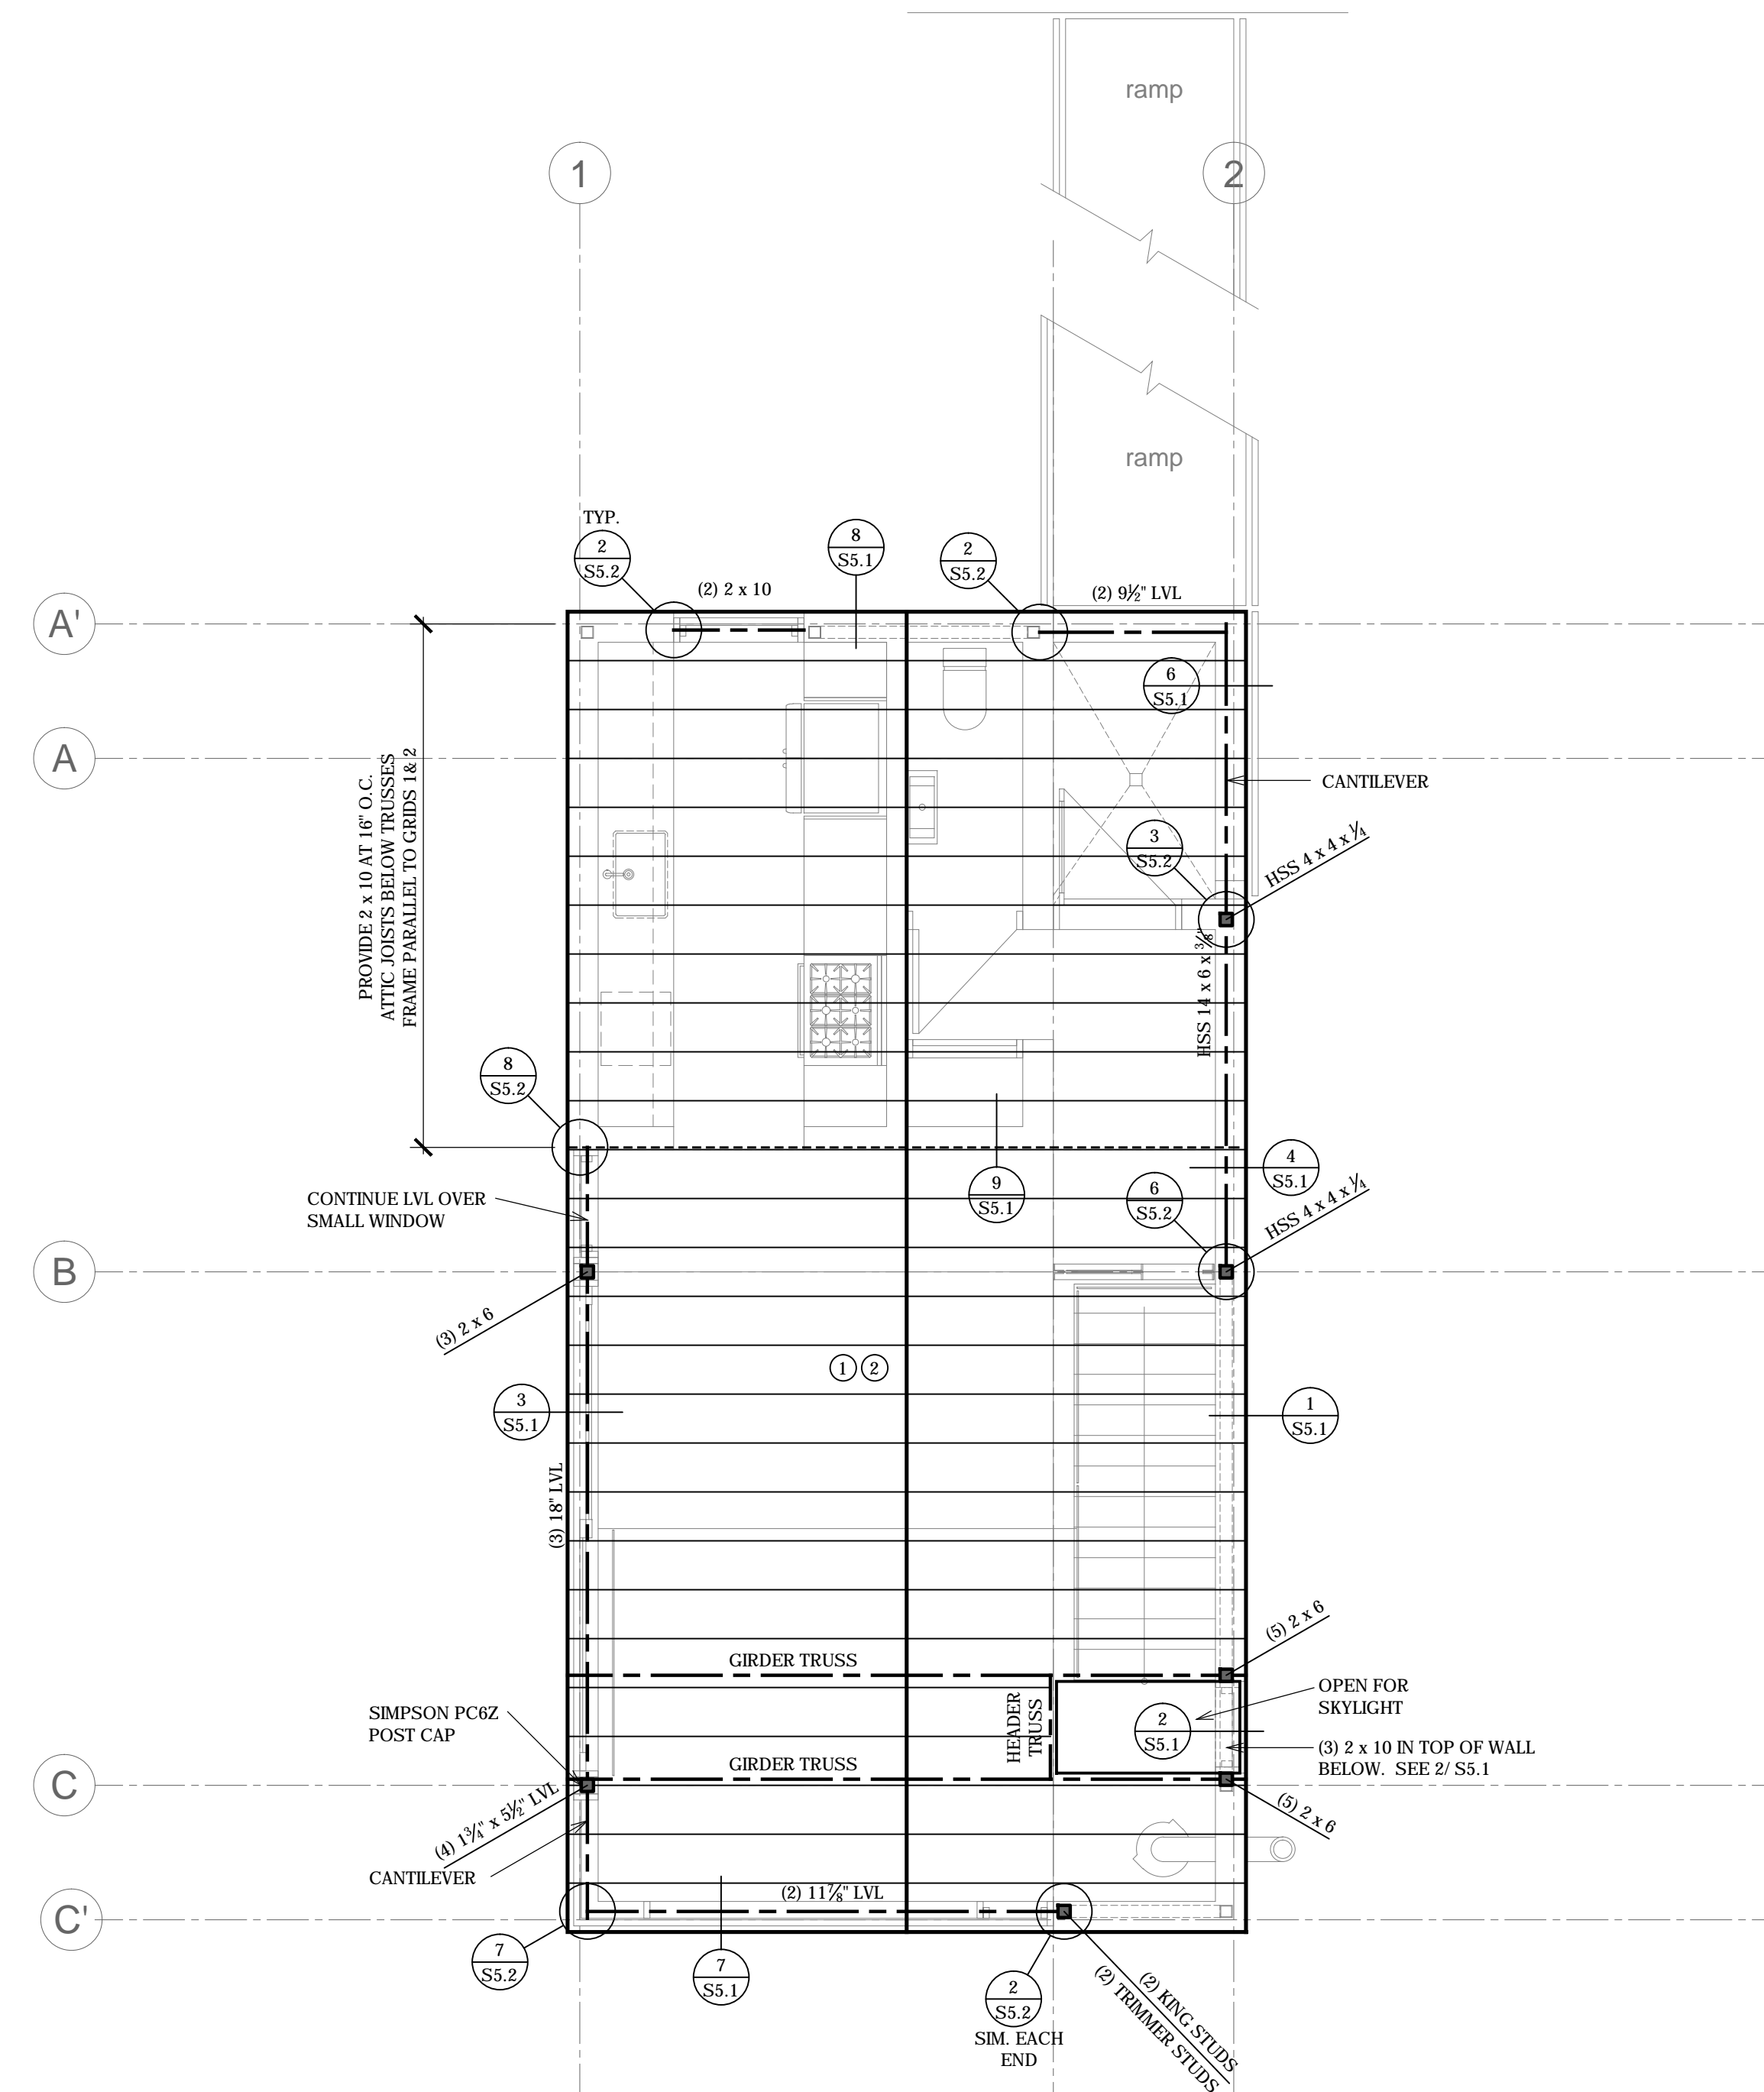 ramp
1
2
ramp
TYP.
2
S5.2
8
S5.1
2
S5.2
(2) 2 x 10
(2) 9½" LVL
A'
6
S5.1
A
PROVIDE 2 x 10 AT 16" O.C.
ATTIC JOISTS BELOW TRUSSES
FRAME PARALLEL TO GRIDS 1& 2
CANTILEVER
3
S5.2
HSS 4 x 4 x ¼
HSS 14 x 6 x ⅜"
8
S5.2
4
S5.1
9
S5.1
6
S5.2
HSS 4 x 4 x ¼
CONTINUE LVL OVER
SMALL WINDOW
B
(3) 2 x 6
1 2
3
S5.1
1
S5.1
(3) 18" LVL
(5) 2 x 6
GIRDER TRUSS
OPEN FOR
SKYLIGHT
SIMPSON PC6Z
POST CAP
HEADER
TRUSS
2
S5.1
(3) 2 x 10 IN TOP OF WALL
BELOW. SEE 2/ S5.1
GIRDER TRUSS
C
(4) 1¾" x 5½" LVL
(5) 2 x 6
CANTILEVER
(2) 11⅞" LVL
C'
7
S5.2
7
S5.1
2
S5.2
SIM. EACH
END
(2) KING STUDS
(2) TRIMMER STUDS